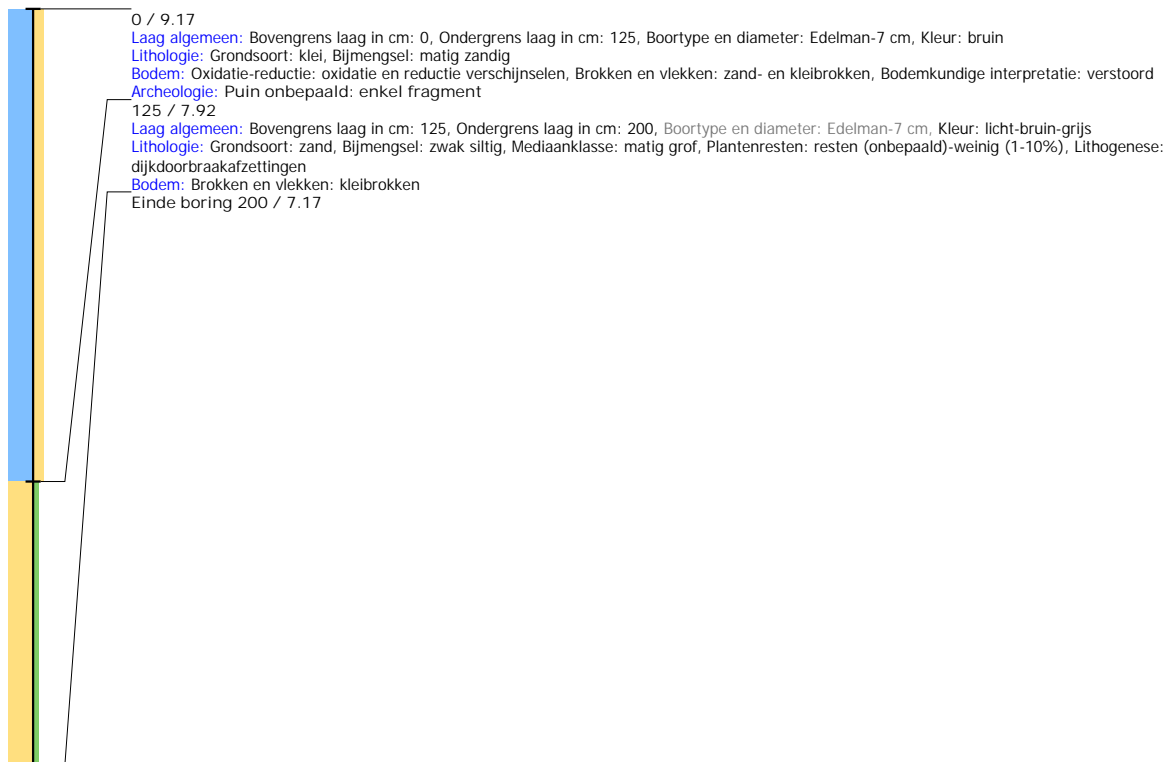 0 / 9.17
Laag algemeen: Bovengrens laag in cm: 0, Ondergrens laag in cm: 125, Boortype en diameter: Edelman-7 cm, Kleur: bruin
Lithologie: Grondsoort: klei, Bijmengsel: matig zandig
Bodem: Oxidatie-reductie: oxidatie en reductie verschijnselen, Brokken en vlekken: zand- en kleibrokken, Bodemkundige interpretatie: verstoord
Archeologie: Puin onbepaald: enkel fragment
125 / 7.92
Laag algemeen: Bovengrens laag in cm: 125, Ondergrens laag in cm: 200, Boortype en diameter: Edelman-7 cm, Kleur: licht-bruin-grijs
Lithologie: Grondsoort: zand, Bijmengsel: zwak siltig, Mediaanklasse: matig grof, Plantenresten: resten (onbepaald)-weinig (1-10%), Lithogenese:
dijkdoorbraakafzettingen
Bodem: Brokken en vlekken: kleibrokken
Einde boring 200 / 7.17